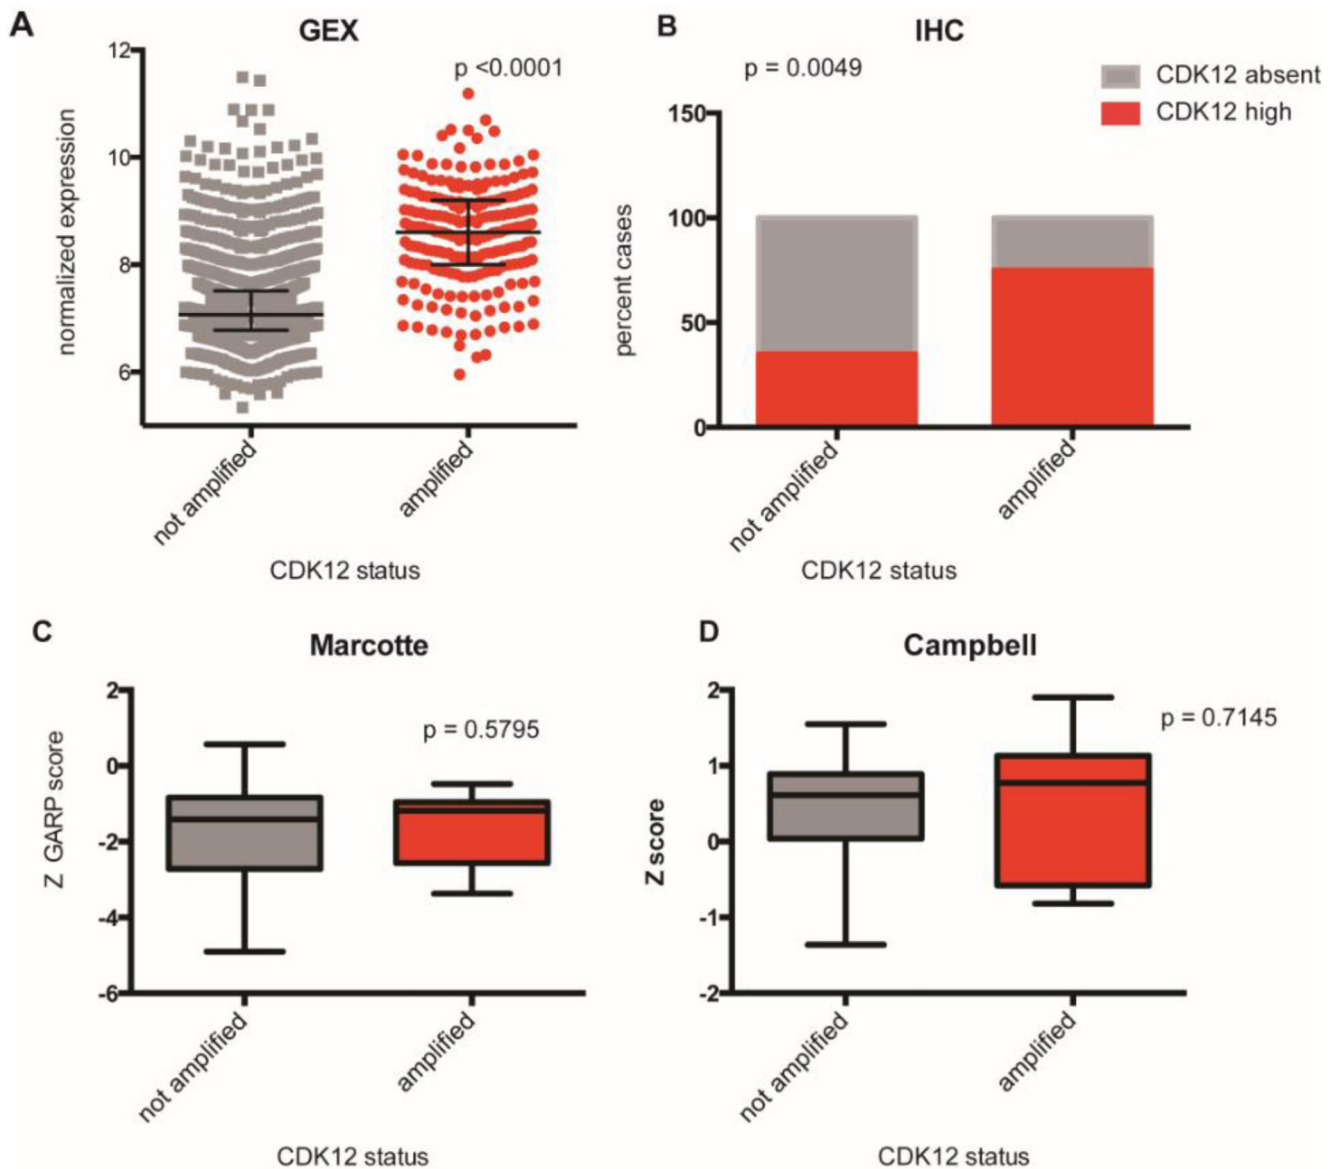 A
GEX
p <0.0001
normalized expression
12
10
8
6
not amplified
amplified
CDK12 status
B
IHC
p = 0.0049
CDK12 absent
CDK12 high
percent cases
150
100
50
0
not amplified
amplified
CDK12 status
C
Marcotte
p = 0.5795
Z GARP score
2
0
-2
-4
-6
not amplified
amplified
CDK12 status
D
Campbell
p = 0.7145
Z score
2
1
0
-1
-2
not amplified
amplified
CDK12 status